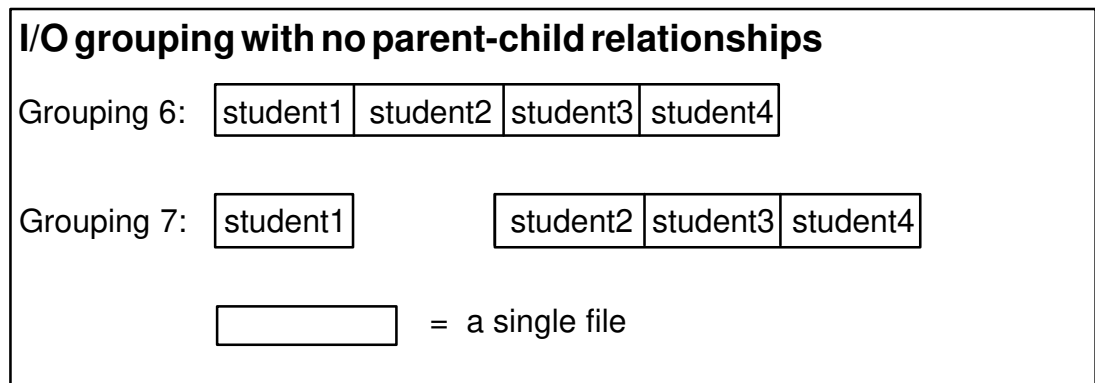 I/O grouping with no parent-child relationships
Grouping 6: student1 student2 student3 student4
Grouping 7: student1 student2 student3 student4
= a single file